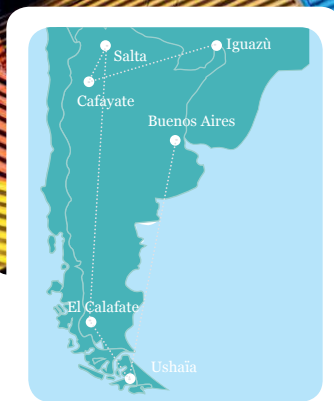 Iguazù
Salta
Cafayate
Buenos Aires
El Calafate
Ushaïa